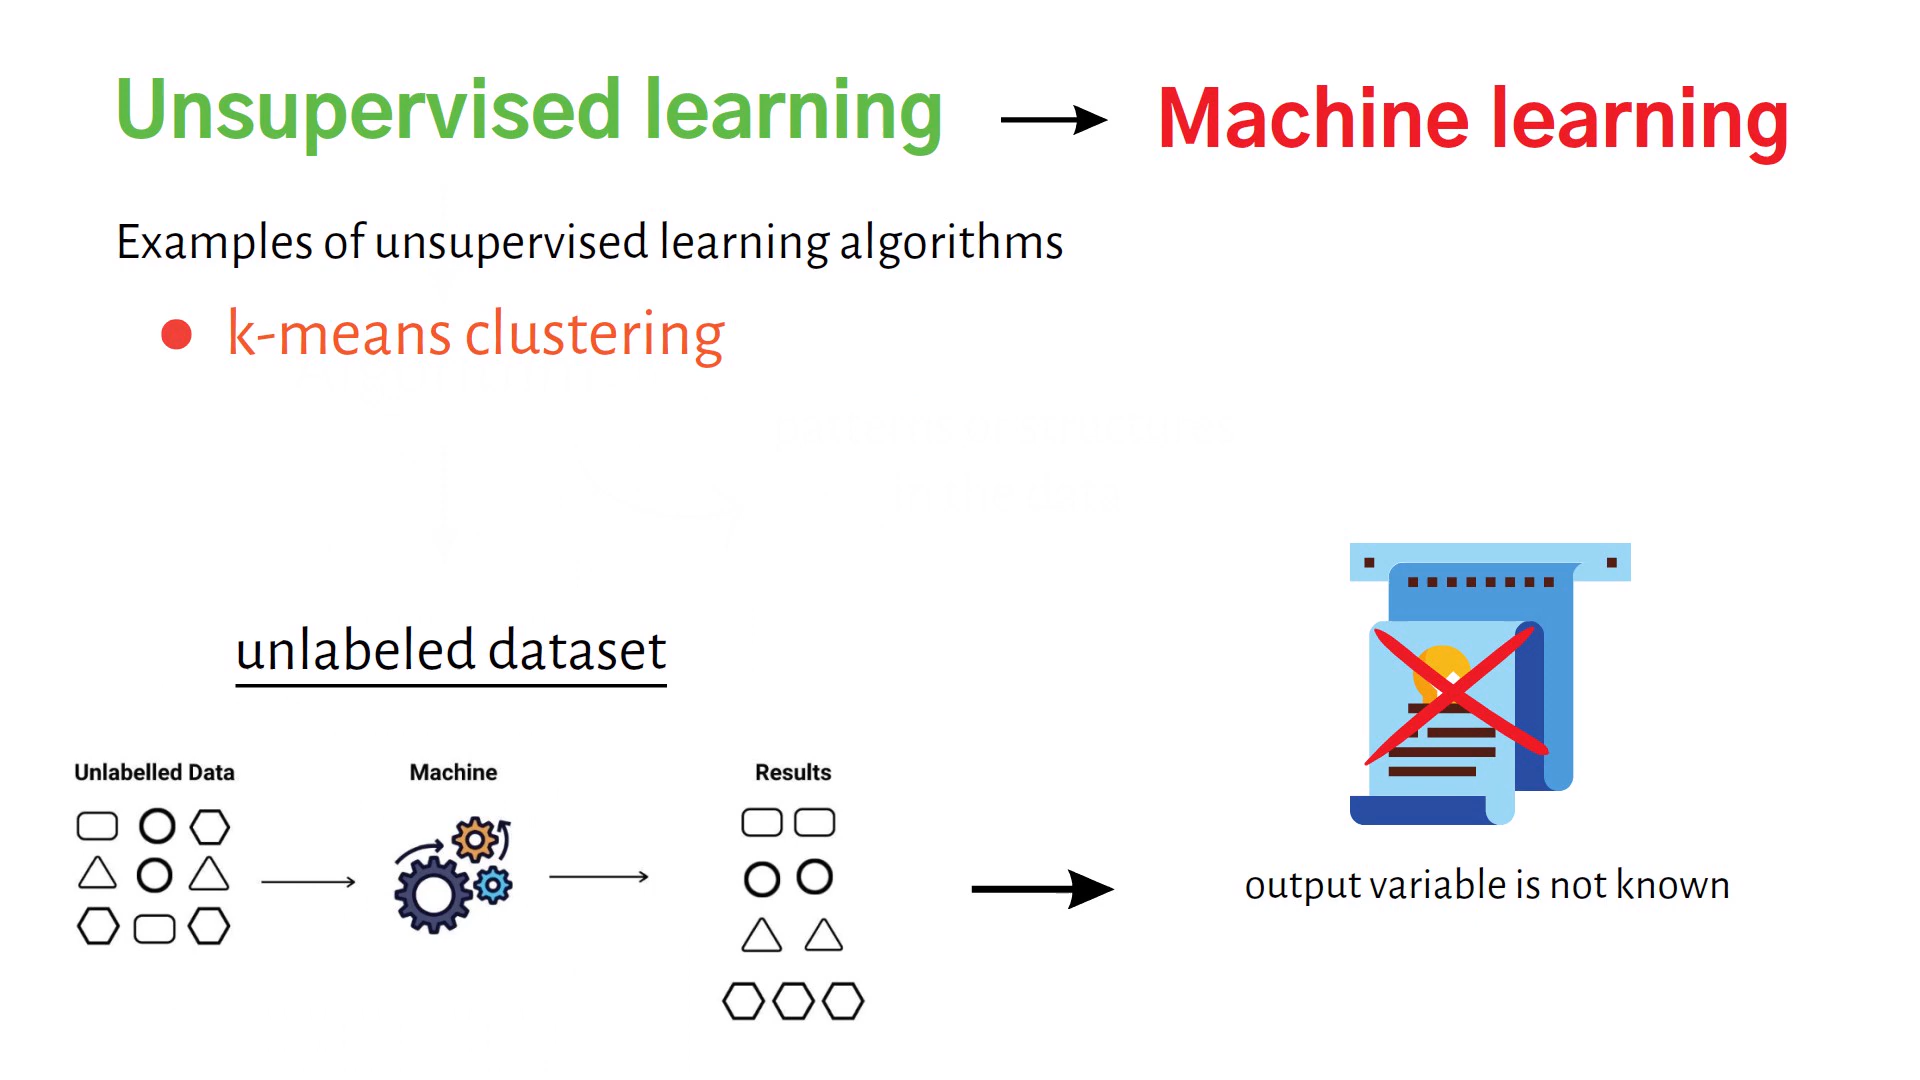 Unsupervised learning
Machine learning
Examples of unsupervised learning algorithms
k-means clustering
unlabeled dataset
Unlabelled Data
Machine
Results
output variable is not known